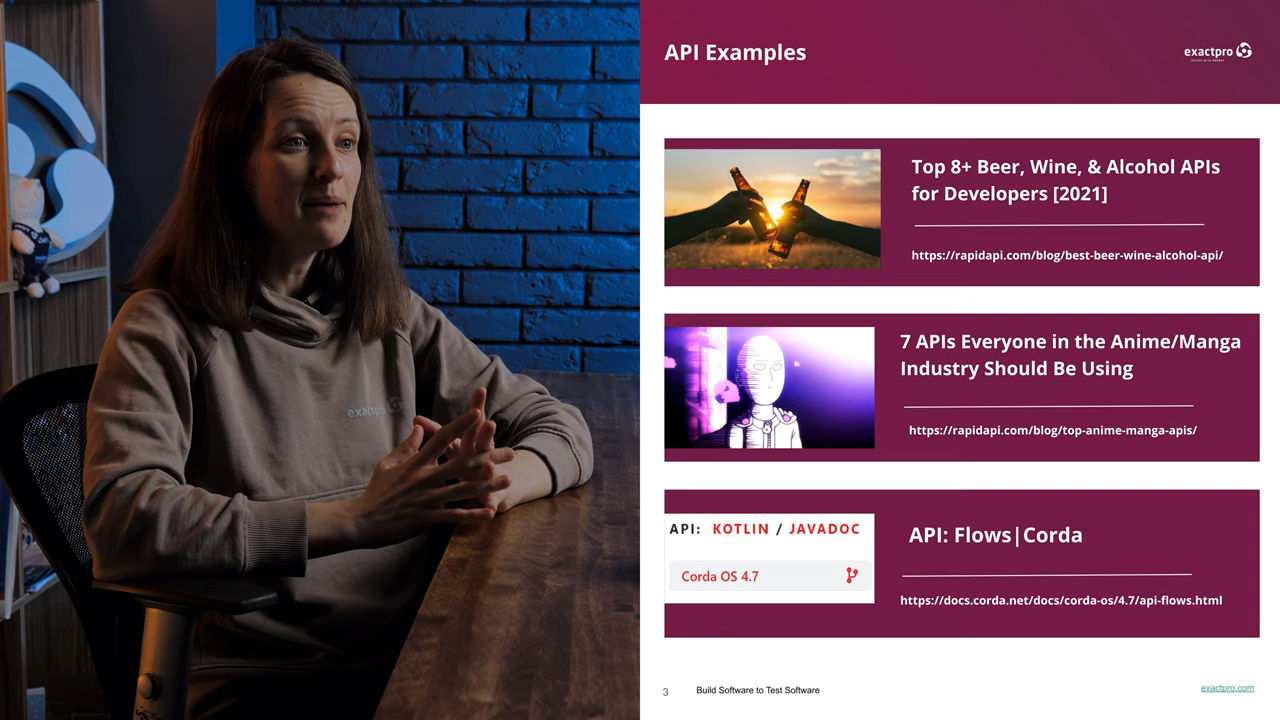 API Examples
exactpro
Top 8+ Beer, Wine, & Alcohol APIs
for Developers [2021]
https://rapidapi.com/blog/best-beer-wine-alcohol-api/
7 APIs Everyone in the Anime/Manga
Industry Should Be Using
https://rapidapi.com/blog/top-anime-manga-apis/
API: KOTLIN / JAVADOC
Corda OS 4.7
API: Flows|Corda
https://docs.corda.net/docs/corda-os/4.7/api-flows.html
exactpro
3 Build Software to Test Software
exactpro.com